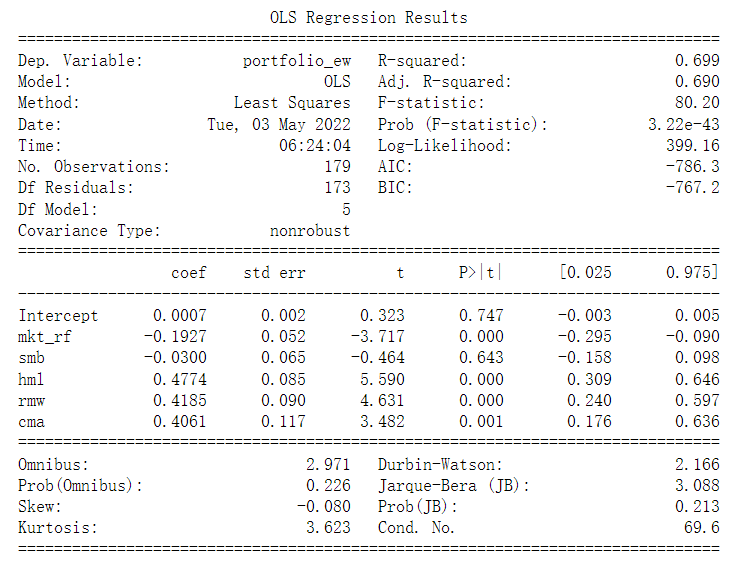 OLS Regression Results
==============================================================================
Dep. Variable: portfolio_ew R-squared: 0.699
Model: OLS Adj. R-squared: 0.690
Method: Least Squares F-statistic: 80.20
Date: Tue, 03 May 2022 Prob (F-statistic): 3.22e-43
Time: 06:24:04 Log-Likelihood: 399.16
No. Observations: 179 AIC: -786.3
Df Residuals: 173 BIC: -767.2
Df Model: 5
Covariance Type: nonrobust
==============================================================================
coef std err t P>|t| [0.025 0.975]
------------------------------------------------------------------------------
Intercept 0.0007 0.002 0.323 0.747 -0.003 0.005
mkt_rf -0.1927 0.052 -3.717 0.000 -0.295 -0.090
smb -0.0300 0.065 -0.464 0.643 -0.158 0.098
hml 0.4774 0.085 5.590 0.000 0.309 0.646
rmw 0.4185 0.090 4.631 0.000 0.240 0.597
cma 0.4061 0.117 3.482 0.001 0.176 0.636
==============================================================================
Omnibus: 2.971 Durbin-Watson: 2.166
Prob(Omnibus): 0.226 Jarque-Bera (JB): 3.088
Skew: -0.080 Prob(JB): 0.213
Kurtosis: 3.623 Cond. No. 69.6
==============================================================================